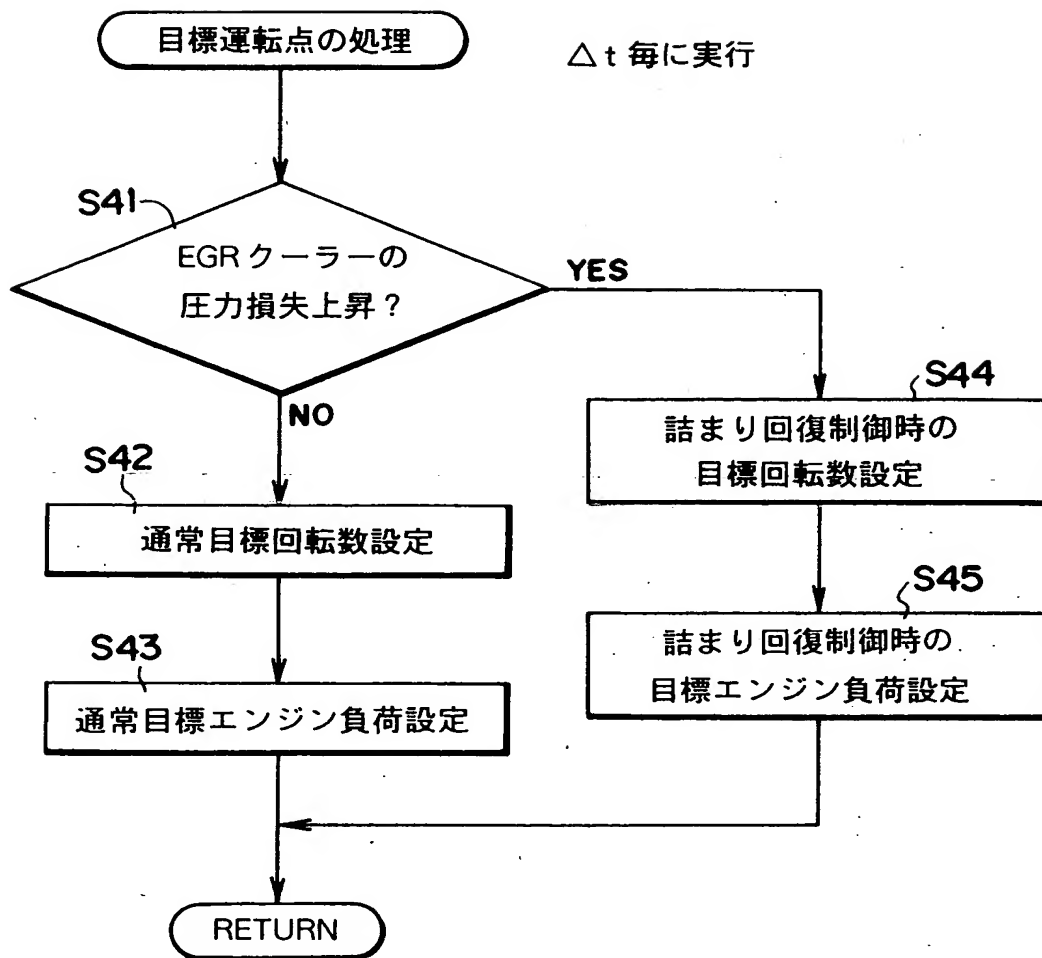 目標運転点の処理
△t毎に実行
S41
EGRクーラーの
圧力損失上昇？
YES
NO
S44
詰まり回復制御時の
目標回転数設定
S42
通常目標回転数設定
S45
詰まり回復制御時の
目標エンジン負荷設定
S43
通常目標エンジン負荷設定
RETURN